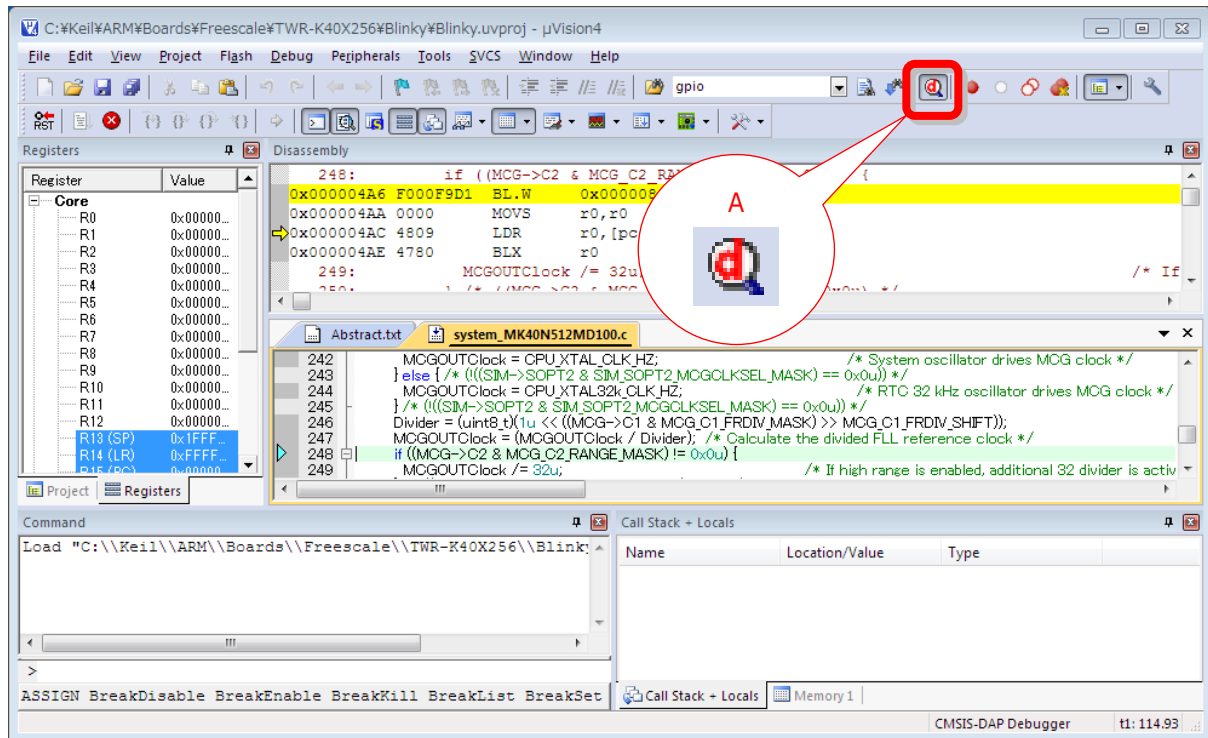 C:¥Keil¥ARM¥Boards¥Freescale¥TWR-K40X256¥Blinky¥Blinky.uvproj - µVision4
File Edit View Project Flash Debug Peripherals Tools SVCS Window Help
gpio
RST
Registers
Disassembly
Register Value
Core
R0 0x00000...
R1 0x00000...
R2 0x00000...
R3 0x00000...
R4 0x00000...
R5 0x00000...
R6 0x00000...
R7 0x00000...
R8 0x00000...
R9 0x00000...
R10 0x00000...
R11 0x00000...
R12 0x00000...
R13 (SP) 0x1FFF...
R14 (LR) 0xFFFF...
R15 (PC) 0x00000...
Project Registers
248: if ((MCG->C2 & MCG_C2_RA {
0x000004A6 F000F9D1 BL.W 0x000008
0x000004AA 0000 MOVS r0,r0
0x000004AC 4809 LDR r0,[pc
0x000004AE 4780 BLX r0
249: MCGOUTClock /= 32u /* If
A
Abstract.txt system_MK40N512MD100.c
242 MCGOUTClock = CPU_XTAL_CLK_HZ; /* System oscillator drives MCG clock */
243 } else { /* (!((SIM->SOPT2 & SIM_SOPT2_MCGCLKSEL_MASK) == 0x0u)) */
244 MCGOUTClock = CPU_XTAL32k_CLK_HZ; /* RTC 32 kHz oscillator drives MCG clock */
245 } /* (!((SIM->SOPT2 & SIM_SOPT2_MCGCLKSEL_MASK) == 0x0u)) */
246 Divider = (uint8_t)(1u << ((MCG->C1 & MCG_C1_FRDIV_MASK) >> MCG_C1_FRDIV_SHIFT));
247 MCGOUTClock = (MCGOUTClock / Divider); /* Calculate the divided FLL reference clock */
248 if ((MCG->C2 & MCG_C2_RANGE_MASK) != 0x0u) {
249 MCGOUTClock /= 32u; /* If high range is enabled, additional 32 divider is activ
Command
Load "C:\\Keil\\ARM\\Boards\\Freescale\\TWR-K40X256\\Blinky
>
ASSIGN BreakDisable BreakEnable BreakKill BreakList BreakSet
Call Stack + Locals
Name Location/Value Type
Call Stack + Locals Memory 1
CMSIS-DAP Debugger t1: 114.93